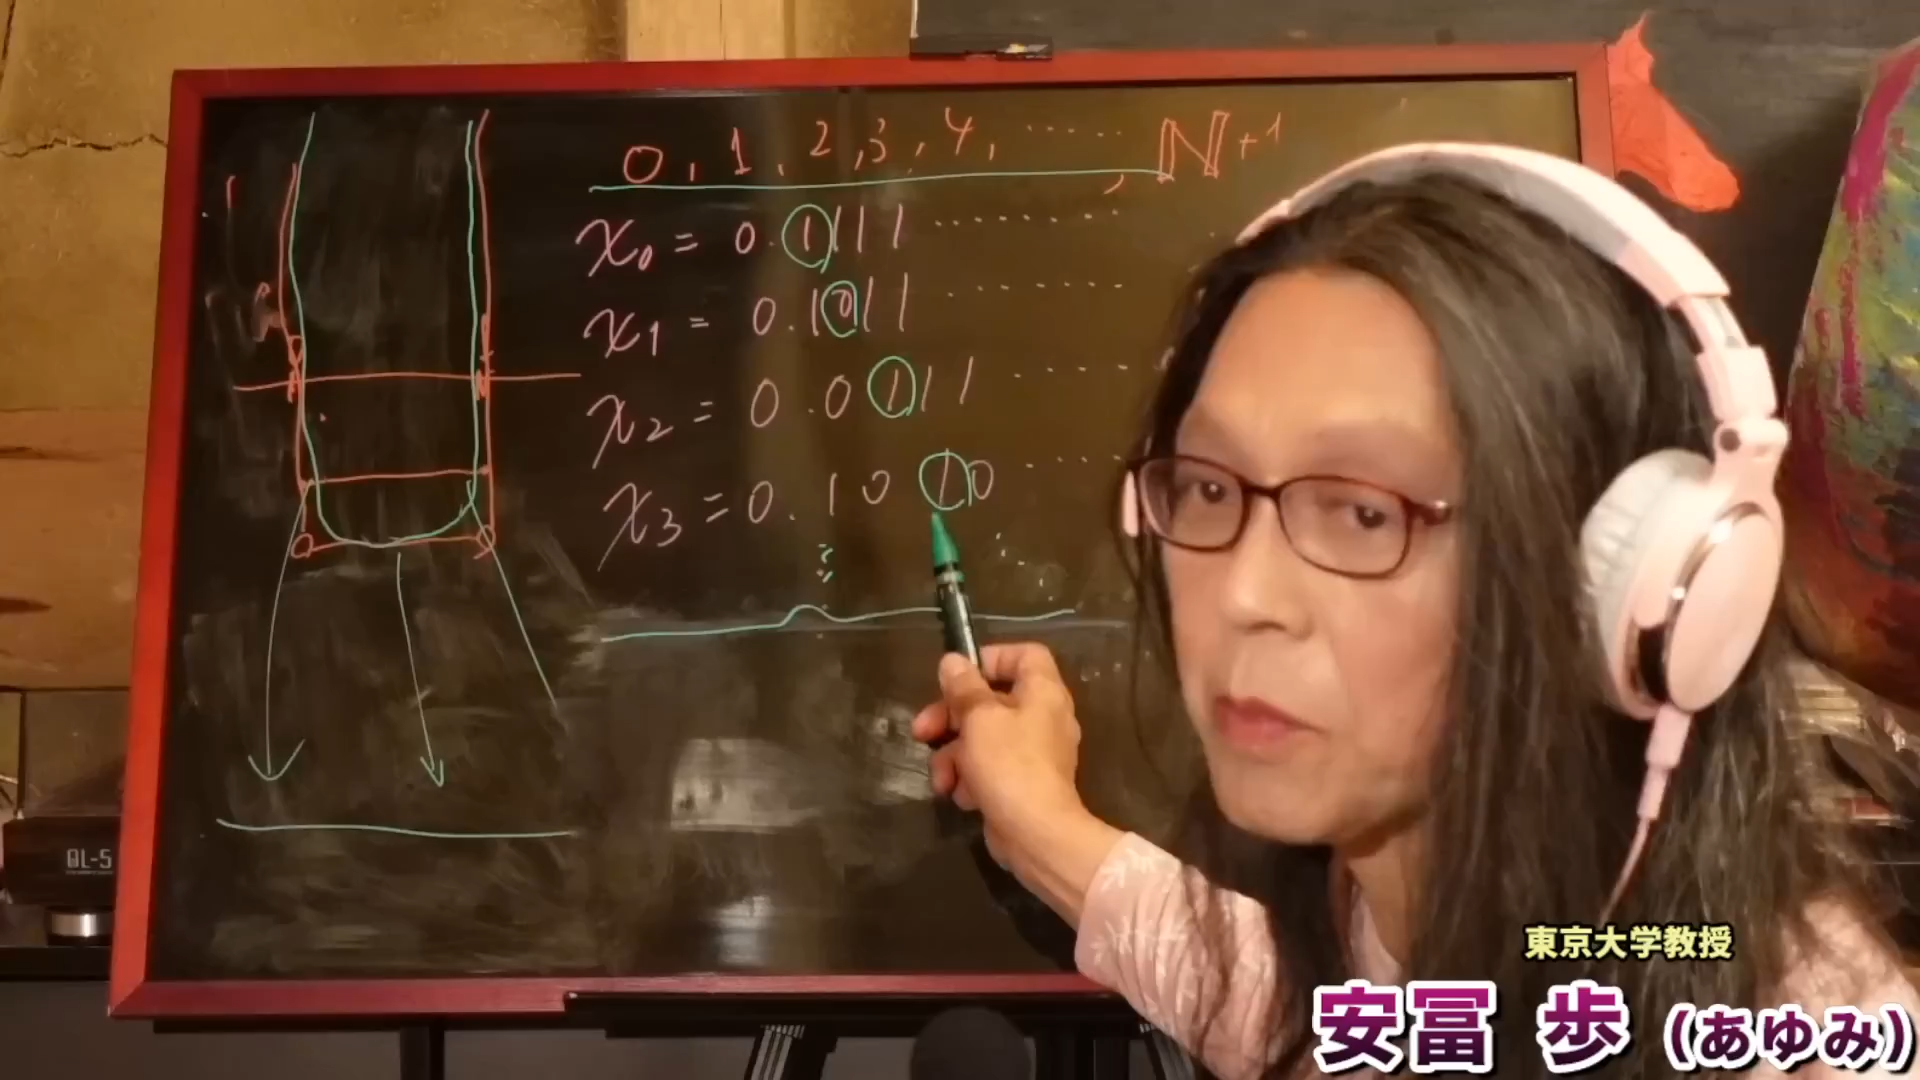 0, 1, 2, 3, 4, ……, ℕ+1
x₀ = 0.1111………
x₁ = 0.1011………
x₂ = 0.0111……
x₃ = 0.1010……
AL-5
東京大学教授
安冨 歩 (あゆみ)